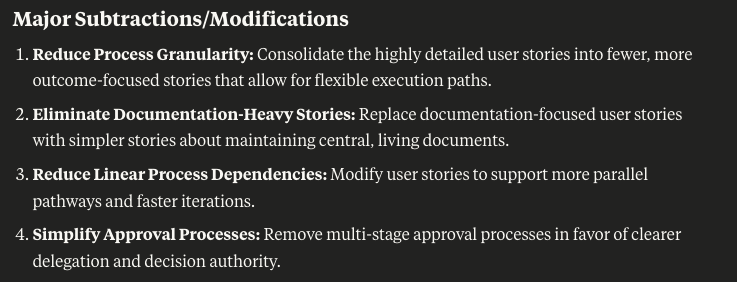 Major Subtractions/Modifications
1. Reduce Process Granularity: Consolidate the highly detailed user stories into fewer, more
outcome-focused stories that allow for flexible execution paths.
2. Eliminate Documentation-Heavy Stories: Replace documentation-focused user stories
with simpler stories about maintaining central, living documents.
3. Reduce Linear Process Dependencies: Modify user stories to support more parallel
pathways and faster iterations.
4. Simplify Approval Processes: Remove multi-stage approval processes in favor of clearer
delegation and decision authority.